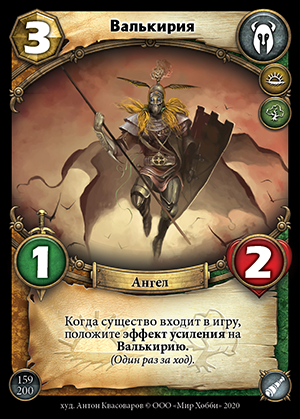 3
Валькирия
1
2
Ангел
Когда существо входит в игру,
положите эффект усиления на
Валькирию.
(Один раз за ход).
159
200
худ. Антон Квасоваров © ООО «Мир Хобби» 2020